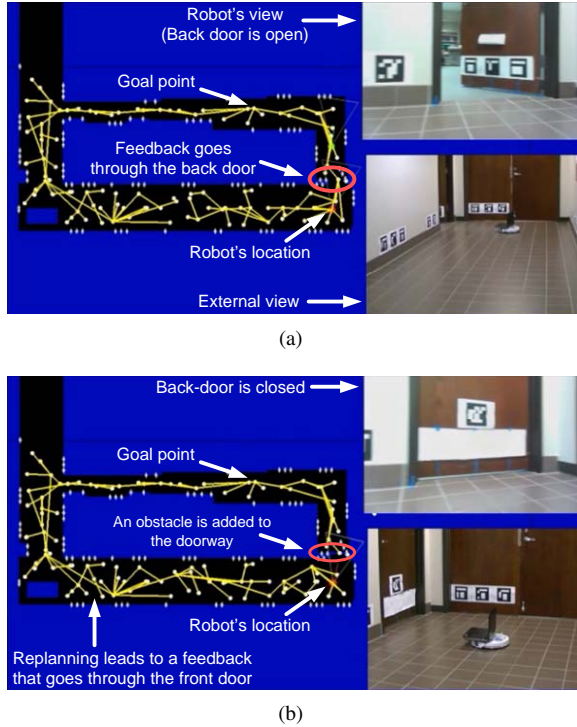 Robot's view
(Back door is open)
Goal point
Feedback goes
through the back door
Robot's location
External view
(a)
Back-door is closed
Goal point
An obstacle is added to
the doorway
Robot's location
Replanning leads to a feedback
that goes through the front door
(b)